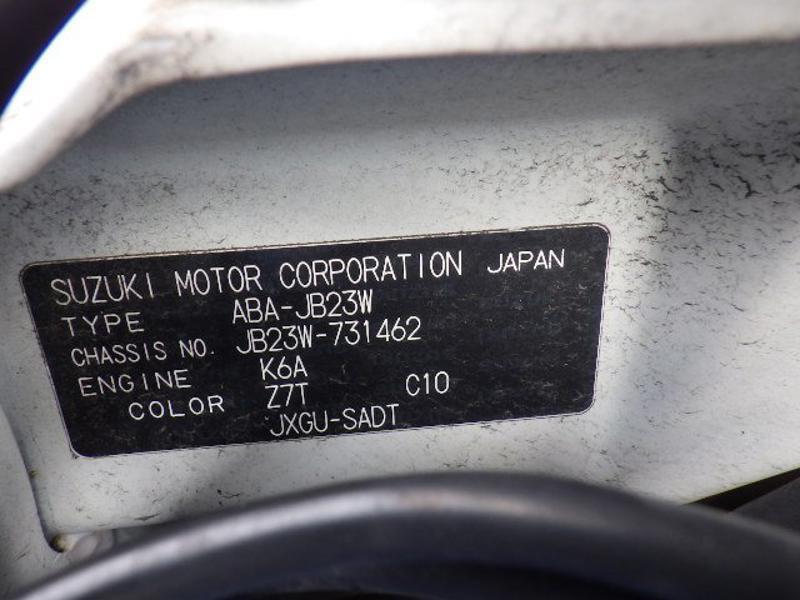 SUZUKI MOTOR CORPORATION JAPAN
TYPE ABA-JB23W
CHASSIS NO. JB23W-731462
ENGINE K6A
COLOR Z7T C10
JXGU-SADT